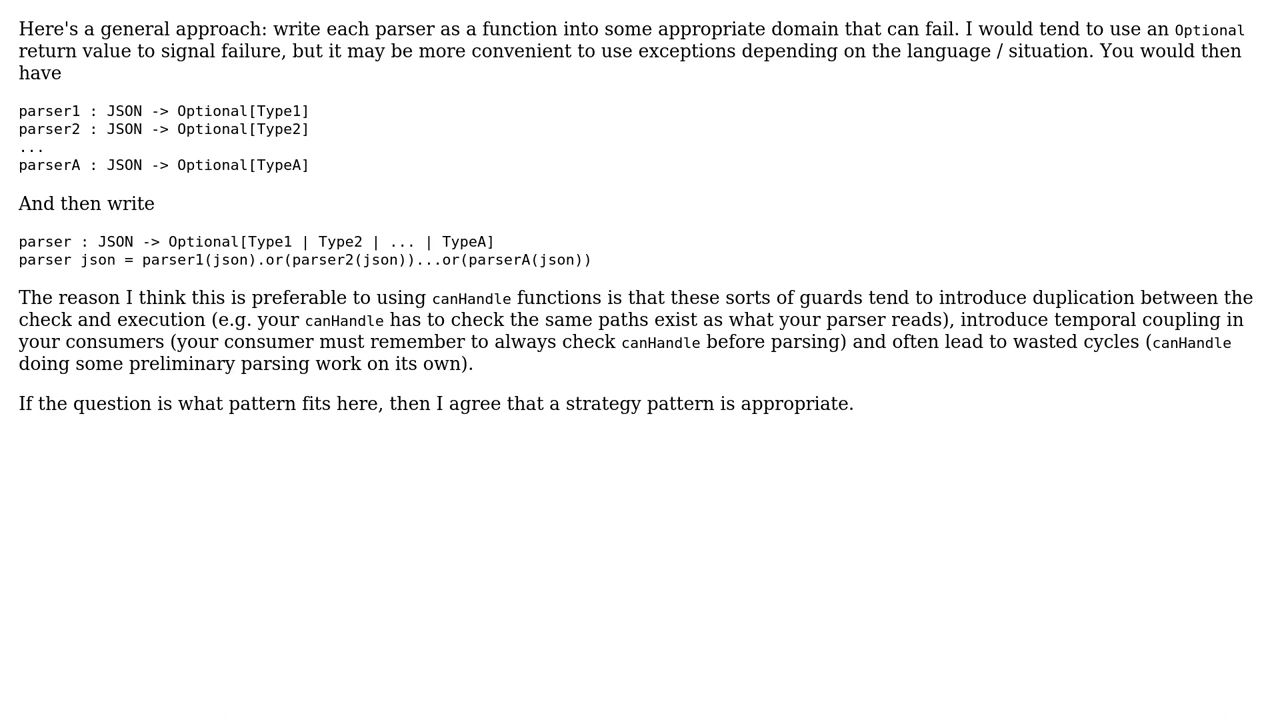 Here's a general approach: write each parser as a function into some appropriate domain that can fail. I would tend to use an Optional
return value to signal failure, but it may be more convenient to use exceptions depending on the language / situation. You would then
have
parser1 : JSON -> Optional[Type1]
parser2 : JSON -> Optional[Type2]
...
parserA : JSON -> Optional[TypeA]
And then write
parser : JSON -> Optional[Type1 | Type2 | ... | TypeA]
parser json = parser1(json).or(parser2(json))...or(parserA(json))
The reason I think this is preferable to using canHandle functions is that these sorts of guards tend to introduce duplication between the
check and execution (e.g. your canHandle has to check the same paths exist as what your parser reads), introduce temporal coupling in
your consumers (your consumer must remember to always check canHandle before parsing) and often lead to wasted cycles (canHandle
doing some preliminary parsing work on its own).
If the question is what pattern fits here, then I agree that a strategy pattern is appropriate.